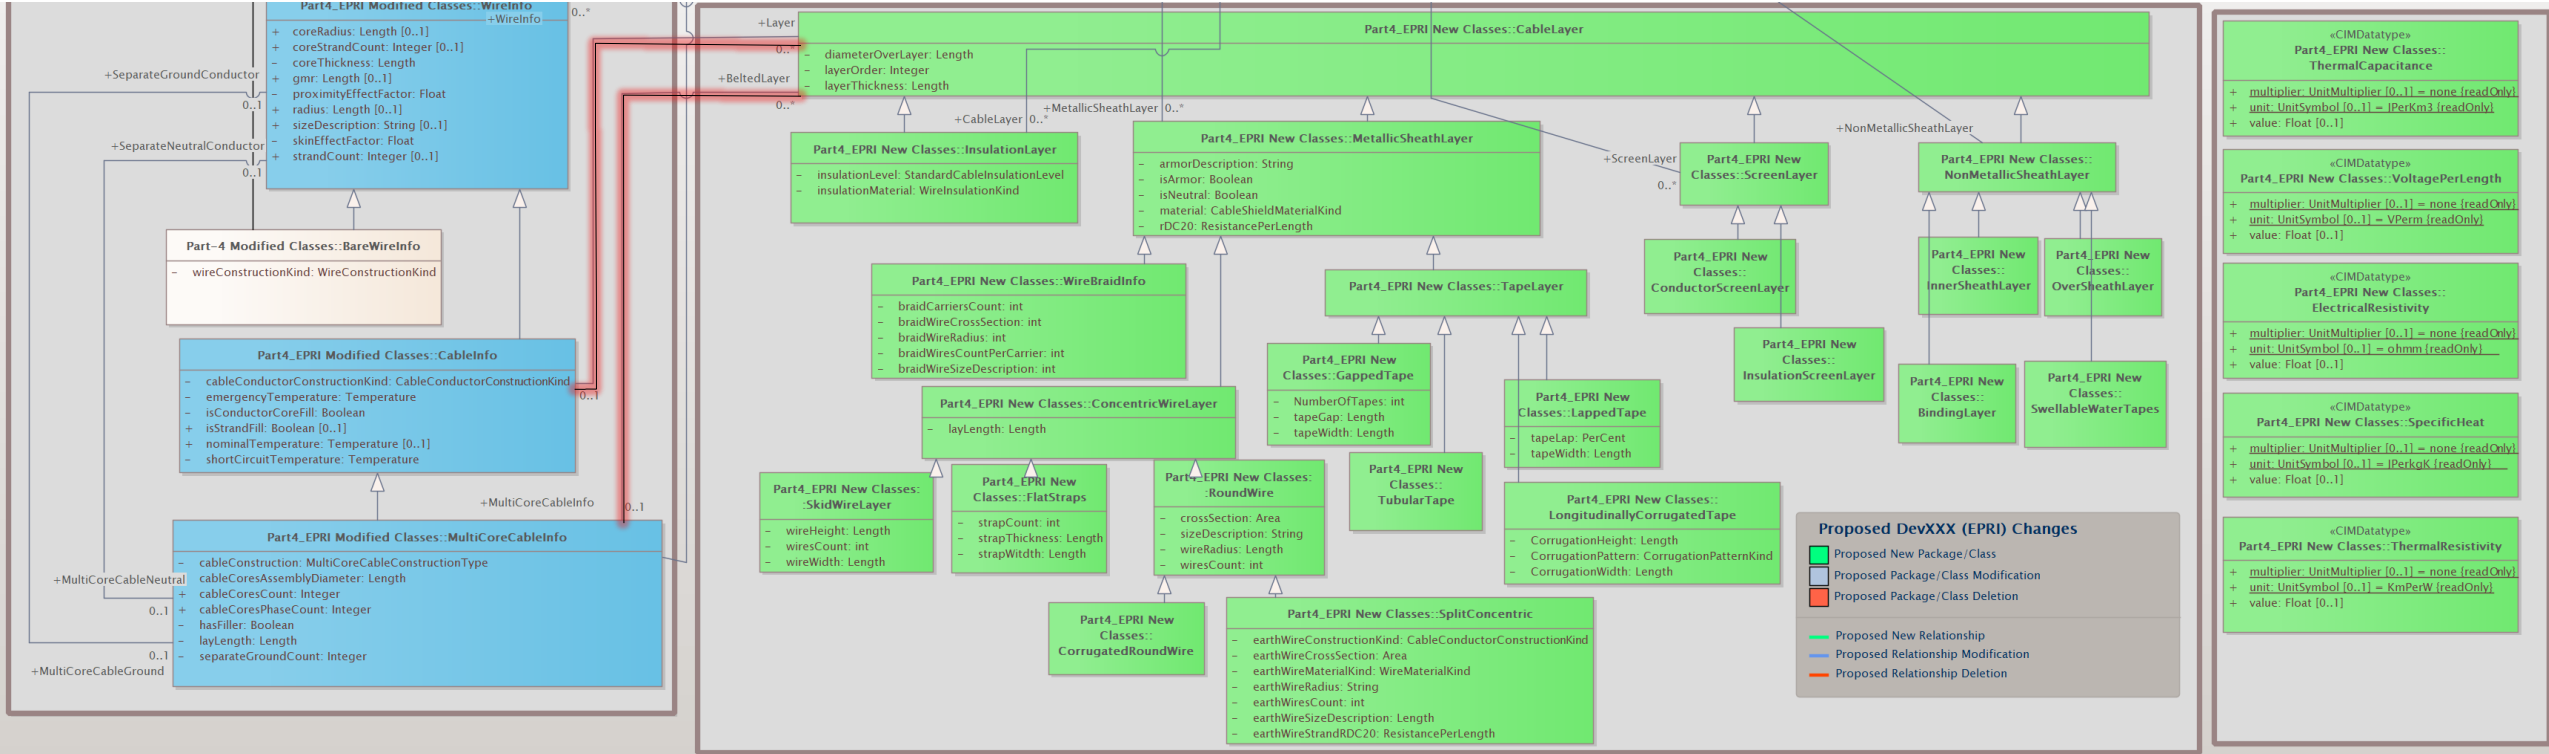 Part4_EPRI Modified Classes::WireInfo
+WireInfo
0..*
+ coreRadius: Length [0..1]
+ coreStrandCount: Integer [0..1]
- coreThickness: Length
+ gmr: Length [0..1]
- proximityEffectFactor: Float
+ radius: Length [0..1]
+ sizeDescription: String [0..1]
- skinEffectFactor: Float
+ strandCount: Integer [0..1]
+SeparateGroundConductor
0..1
+SeparateNeutralConductor
0..1
Part-4 Modified Classes::BareWireInfo
- wireConstructionKind: WireConstructionKind
Part4_EPRI Modified Classes::CableInfo
- cableConductorConstructionKind: CableConductorConstructionKind
- emergencyTemperature: Temperature
- isConductorCoreFill: Boolean
+ isStrandFill: Boolean [0..1]
+ nominalTemperature: Temperature [0..1]
- shortCircuitTemperature: Temperature
0..1
+MultiCoreCableInfo
0..1
Part4_EPRI Modified Classes::MultiCoreCableInfo
- cableConstruction: MultiCoreCableConstructionType
cableCoresAssemblyDiameter: Length
+ cableCoresCount: Integer
+ cableCoresPhaseCount: Integer
- hasFiller: Boolean
- layLength: Length
- separateGroundCount: Integer
+MultiCoreCableNeutral
0..1
0..1
+MultiCoreCableGround
+Layer
0..*
+BeltedLayer
0..*
Part4_EPRI New Classes::CableLayer
- diameterOverLayer: Length
- layerOrder: Integer
- layerThickness: Length
+CableLayer 0..*
+MetallicSheathLayer 0..*
+ScreenLayer
0..*
+NonMetallicSheathLayer
Part4_EPRI New Classes::InsulationLayer
- insulationLevel: StandardCableInsulationLevel
- insulationMaterial: WireInsulationKind
Part4_EPRI New Classes::MetallicSheathLayer
- armorDescription: String
- isArmor: Boolean
- isNeutral: Boolean
- material: CableShieldMaterialKind
- rDC20: ResistancePerLength
Part4_EPRI New
Classes::ScreenLayer
Part4_EPRI New Classes::
NonMetallicSheathLayer
Part4_EPRI New Classes::WireBraidInfo
- braidCarriersCount: int
- braidWireCrossSection: int
- braidWireRadius: int
- braidWiresCountPerCarrier: int
- braidWireSizeDescription: int
Part4_EPRI New Classes::TapeLayer
Part4_EPRI New
Classes::
ConductorScreenLayer
Part4_EPRI New
Classes::
InsulationScreenLayer
Part4_EPRI New
Classes::
InnerSheathLayer
Part4_EPRI New
Classes::
OverSheathLayer
Part4_EPRI New
Classes::
BindingLayer
Part4_EPRI New
Classes::
SwellableWaterTapes
Part4_EPRI New Classes::ConcentricWireLayer
- layLength: Length
Part4_EPRI New
Classes::GappedTape
- NumberOfTapes: int
- tapeGap: Length
- tapeWidth: Length
Part4_EPRI New
Classes::LappedTape
- tapeLap: PerCent
- tapeWidth: Length
Part4_EPRI New
Classes::
TubularTape
Part4_EPRI New Classes::
LongitudinallyCorrugatedTape
- CorrugationHeight: Length
- CorrugationPattern: CorrugationPatternKind
- CorrugationWidth: Length
Part4_EPRI New Classes:
:SkidWireLayer
- wireHeight: Length
- wiresCount: int
- wireWidth: Length
Part4_EPRI New
Classes::FlatStraps
- strapCount: int
- strapThickness: Length
- strapWitdth: Length
Part4_EPRI New Classes:
:RoundWire
- crossSection: Area
- sizeDescription: String
- wireRadius: Length
- wiresCount: int
Part4_EPRI New
Classes::
CorrugatedRoundWire
Part4_EPRI New Classes::SplitConcentric
- earthWireConstructionKind: CableConductorConstructionKind
- earthWireCrossSection: Area
- earthWireMaterialKind: WireMaterialKind
- earthWireRadius: String
- earthWiresCount: int
- earthWireSizeDescription: Length
- earthWireStrandRDC20: ResistancePerLength
Proposed DevXXX (EPRI) Changes
Proposed New Package/Class
Proposed Package/Class Modification
Proposed Package/Class Deletion
Proposed New Relationship
Proposed Relationship Modification
Proposed Relationship Deletion
«CIMDatatype»
Part4_EPRI New Classes::
ThermalCapacitance
+ multiplier: UnitMultiplier [0..1] = none {readOnly}
+ unit: UnitSymbol [0..1] = JPerKm3 {readOnly}
+ value: Float [0..1]
«CIMDatatype»
Part4_EPRI New Classes::VoltagePerLength
+ multiplier: UnitMultiplier [0..1] = none {readOnly}
+ unit: UnitSymbol [0..1] = VPerm {readOnly}
+ value: Float [0..1]
«CIMDatatype»
Part4_EPRI New Classes::
ElectricalResistivity
+ multiplier: UnitMultiplier [0..1] = none {readOnly}
+ unit: UnitSymbol [0..1] = ohmm {readOnly}
+ value: Float [0..1]
«CIMDatatype»
Part4_EPRI New Classes::SpecificHeat
+ multiplier: UnitMultiplier [0..1] = none {readOnly}
+ unit: UnitSymbol [0..1] = JPerkgK {readOnly}
+ value: Float [0..1]
«CIMDatatype»
Part4_EPRI New Classes::ThermalResistivity
+ multiplier: UnitMultiplier [0..1] = none {readOnly}
+ unit: UnitSymbol [0..1] = KmPerW {readOnly}
+ value: Float [0..1]